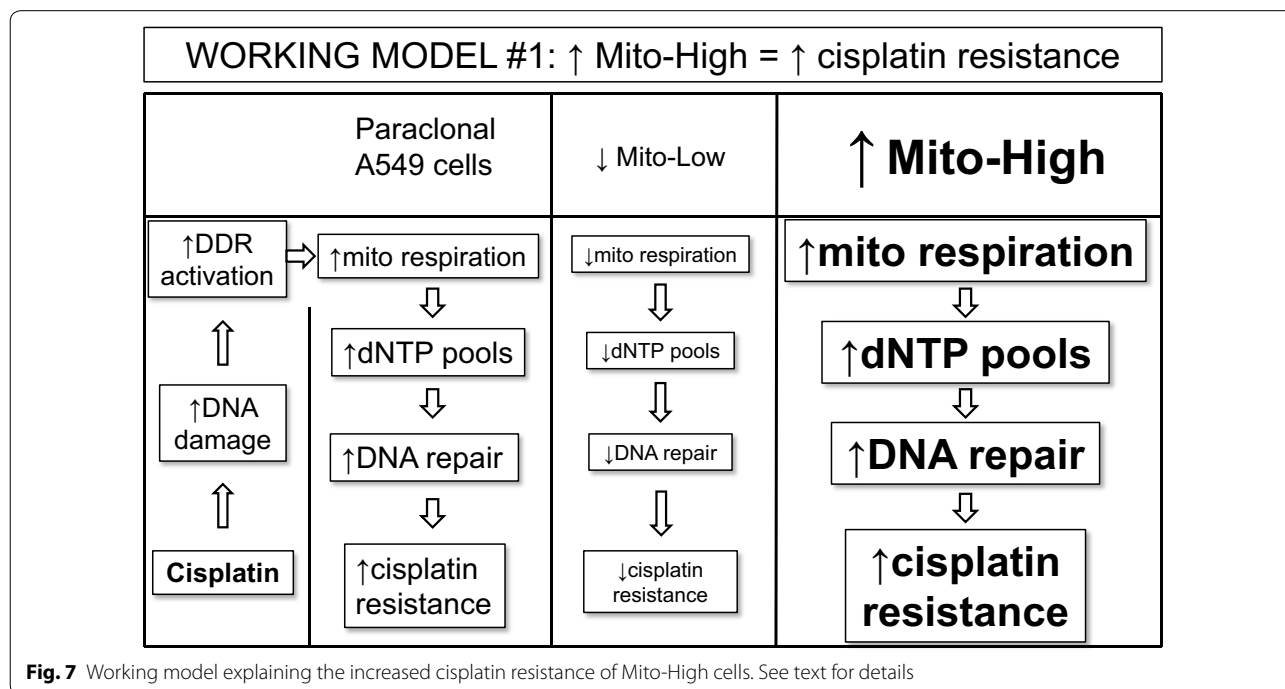 WORKING MODEL #1: ↑ Mito-High = ↑ cisplatin resistance
Paraclonal
A549 cells
↓ Mito-Low
↑ Mito-High
↑DDR
activation
↑DNA
damage
Cisplatin
↑mito respiration
↑dNTP pools
↑DNA repair
↑cisplatin
resistance
↓mito respiration
↓dNTP pools
↓DNA repair
↓cisplatin
resistance
↑mito respiration
↑dNTP pools
↑DNA repair
↑cisplatin
resistance
Fig. 7 Working model explaining the increased cisplatin resistance of Mito-High cells. See text for details